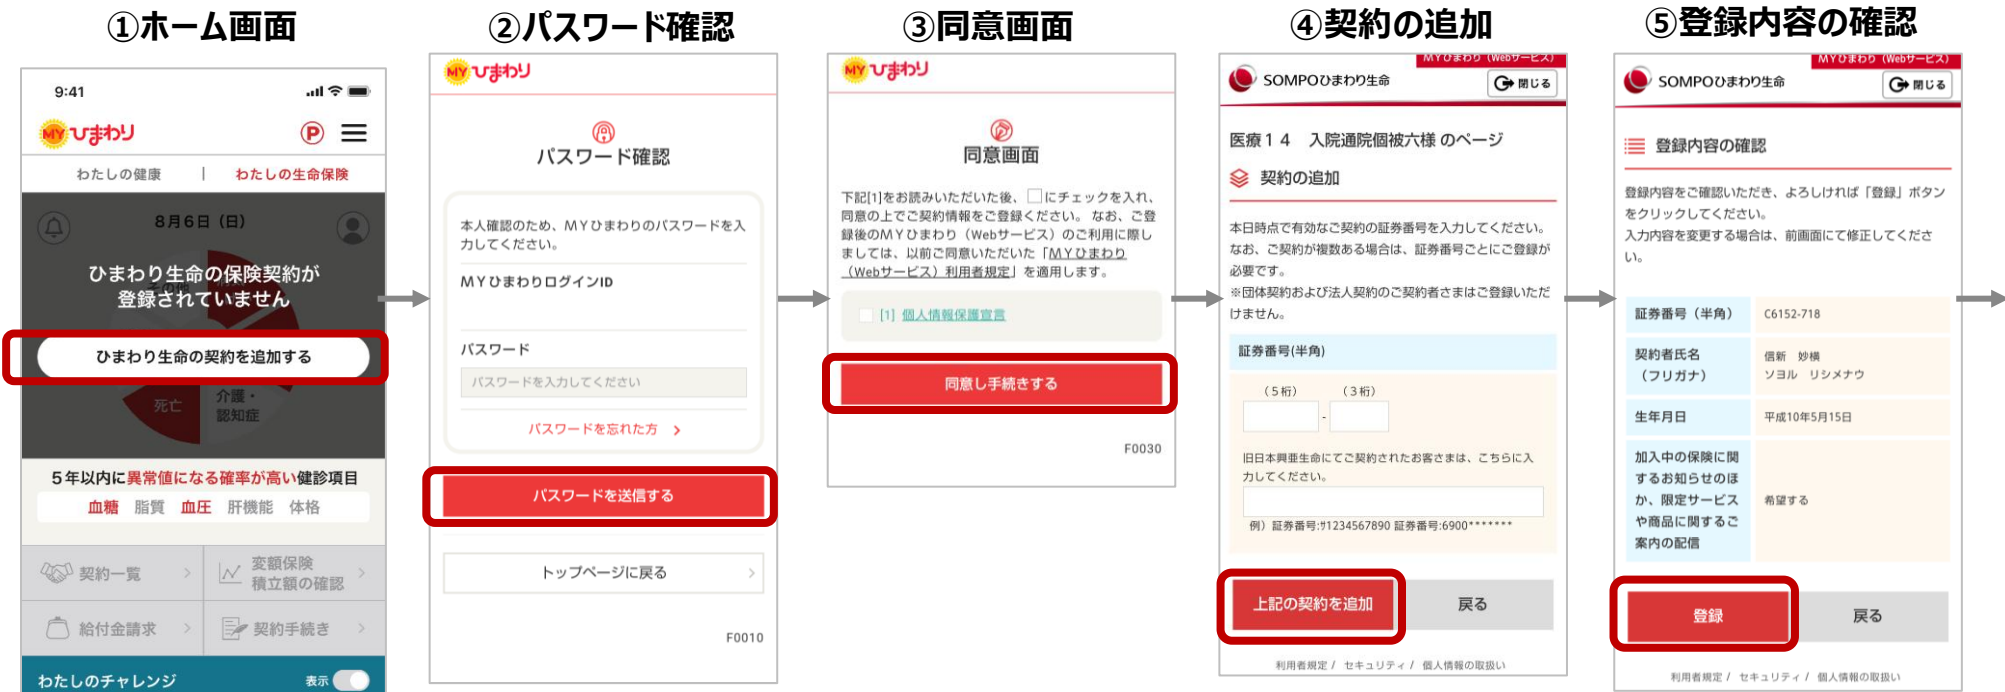 ①ホーム画面
9:41
MYひまわり
P
わたしの健康 | わたしの生命保険
8月6日（日）
ひまわり生命の保険契約が
登録されていません
ひまわり生命の契約を追加する
死亡
介護・
認知症
5年以内に異常値になる確率が高い健診項目
血糖 脂質 血圧 肝機能 体格
契約一覧
変額保険
積立額の確認
給付金請求
契約手続き
わたしのチャレンジ 表示
②パスワード確認
MYひまわり
パスワード確認
本人確認のため、MYひまわりのパスワードを入
力してください。
MYひまわりログインID
パスワード
パスワードを入力してください
パスワードを忘れた方
パスワードを送信する
トップページに戻る
F0010
③同意画面
MYひまわり
同意画面
下記[1]をお読みいただいた後、□にチェックを入れ、
同意の上でご契約情報をご登録ください。 なお、ご登
録後のMYひまわり（Webサービス）のご利用に際し
ましては、以前ご同意いただいた「MYひまわり
（Webサービス）利用者規定」を適用します。
[1] 個人情報保護宣言
同意し手続きする
F0030
④契約の追加
MYひまわり（Webサービス）
SOMPOひまわり生命
閉じる
医療１４　入院通院個被六様 のページ
契約の追加
本日時点で有効なご契約の証券番号を入力してください。
なお、ご契約が複数ある場合は、証券番号ごとにご登録が
必要です。
※団体契約および法人契約のご契約者さまはご登録いただ
けません。
証券番号(半角)
（5桁） （3桁）
-
旧日本興亜生命にてご契約されたお客さまは、こちらに入
力してください。
例）証券番号:ｻ1234567890 証券番号:6900*******
上記の契約を追加
戻る
利用者規定 / セキュリティ / 個人情報の取扱い
⑤登録内容の確認
MYひまわり（Webサービス）
SOMPOひまわり生命
閉じる
登録内容の確認
登録内容をご確認いただき、よろしければ「登録」ボタン
をクリックしてください。
入力内容を変更する場合は、前画面にて修正してくださ
い。
証券番号（半角） C6152-718
契約者氏名
（フリガナ）
信新　妙横
ソヨル　リシメナウ
生年月日 平成10年5月15日
加入中の保険に関
するお知らせのほ
か、限定サービス
や商品に関するご
案内の配信
希望する
登録
戻る
利用者規定 / セキュリティ / 個人情報の取扱い